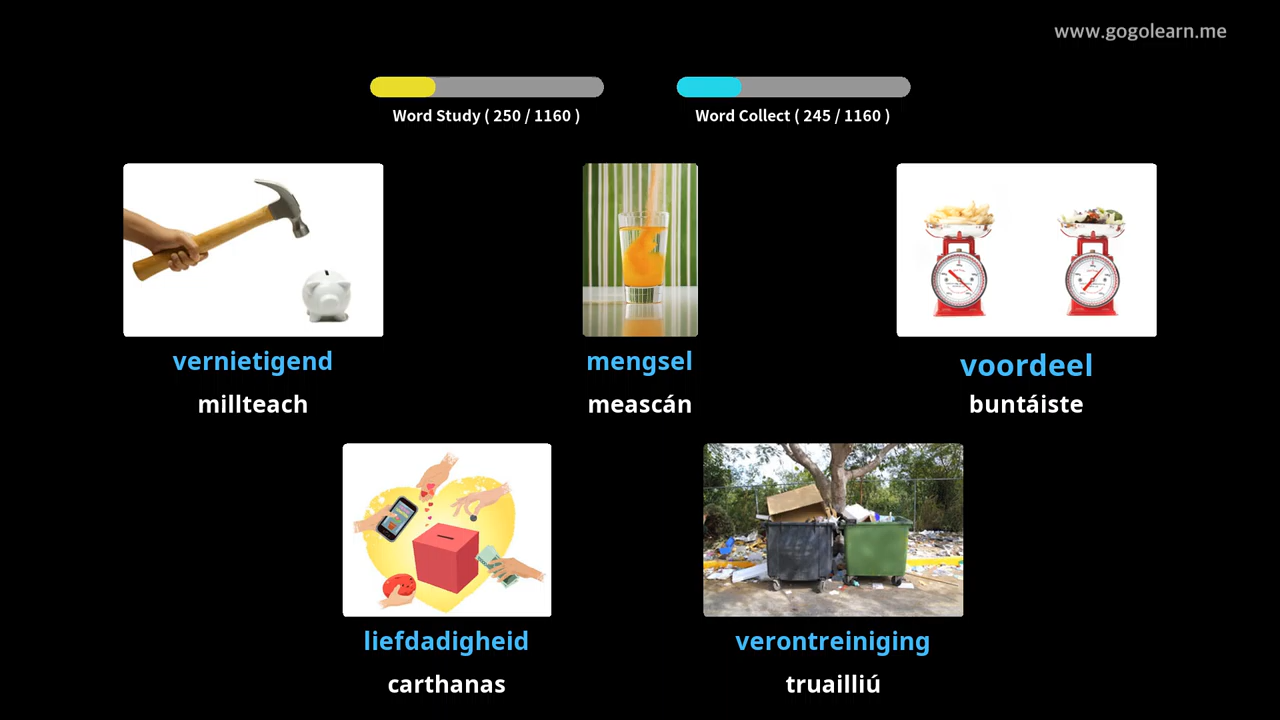 www.gogolearn.me
Word Study ( 250 / 1160 )
Word Collect ( 245 / 1160 )
vernietigend
millteach
mengsel
meascán
voordeel
buntáiste
liefdadigheid
carthanas
verontreiniging
truailliú